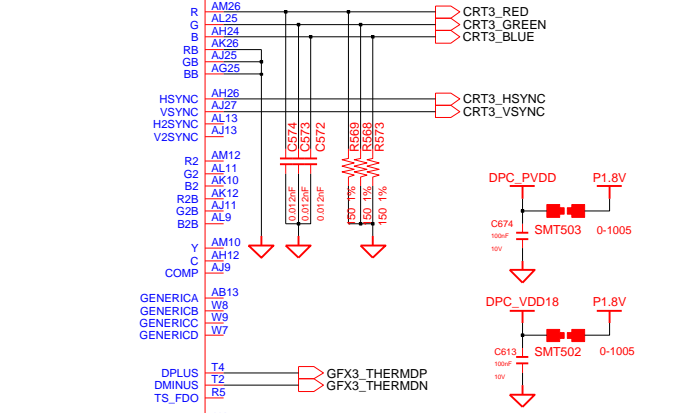 R AM26 CRT3_RED
G AL25 CRT3_GREEN
B AH24 CRT3_BLUE
RB AK26
GB AJ25
BB AG25
HSYNC AH26 CRT3_HSYNC
VSYNC AJ27 CRT3_VSYNC
H2SYNC AL13
V2SYNC AJ13
C574 C573 C572 R569 R568 R573
0.012nF 0.012nF 0.012nF 150 1% 150 1% 150 1%
R2 AM12
G2 AL11
B2 AK10
R2B AK12
G2B AJ11
B2B AL9
DPC_PVDD P1.8V
C674
100nF
10V
SMT503 0-1005
Y AM10
C AH12
COMP AJ9
GENERICA AB13
GENERICB W8
GENERICC W9
GENERICD W7
DPC_VDD18 P1.8V
C613
100nF
10V
SMT502 0-1005
DPLUS T4 GFX3_THERMDP
DMINUS T2 GFX3_THERMDN
TS_FDO R5